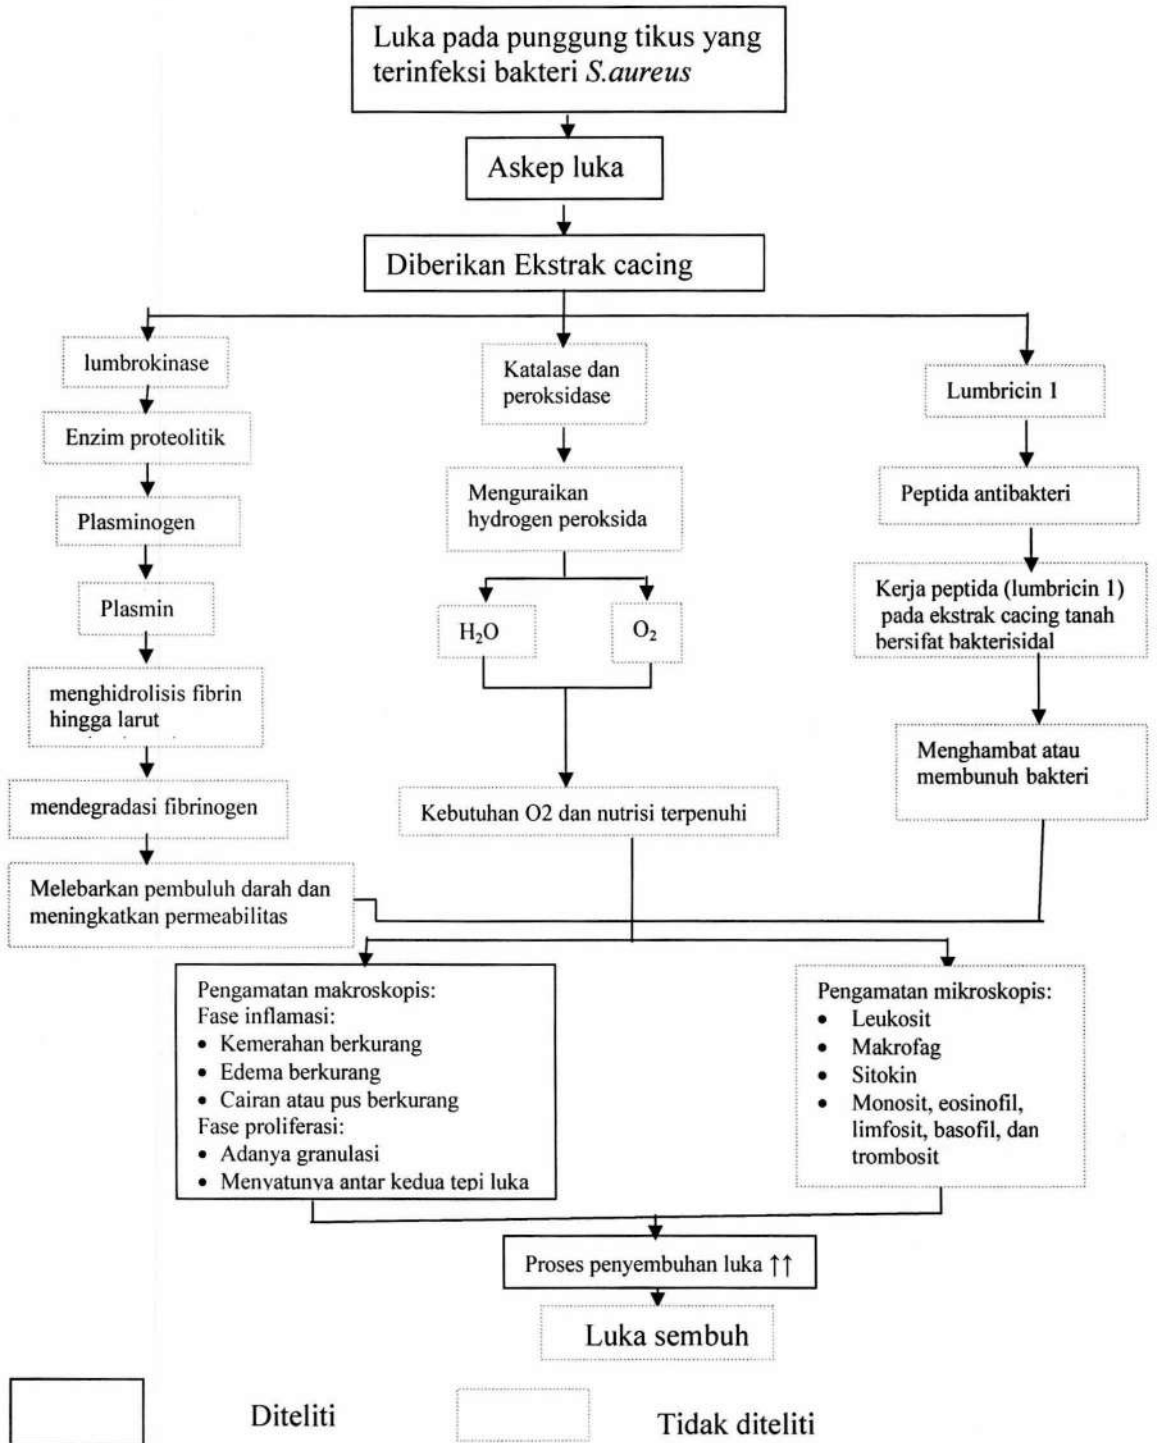 Luka pada punggung tikus yang
terinfeksi bakteri S.aureus
Askep luka
Diberikan Ekstrak cacing
lumbrokinase
Enzim proteolitik
Plasminogen
Plasmin
menghidrolisis fibrin
hingga larut
mendegradasi fibrinogen
Melebarkan pembuluh darah dan
meningkatkan permeabilitas
Katalase dan
peroksidase
Menguraikan
hydrogen peroksida
H₂O
O₂
Kebutuhan O2 dan nutrisi terpenuhi
Lumbricin 1
Peptida antibakteri
Kerja peptida (lumbricin 1)
pada ekstrak cacing tanah
bersifat bakterisidal
Menghambat atau
membunuh bakteri
Pengamatan makroskopis:
Fase inflamasi:
• Kemerahan berkurang
• Edema berkurang
• Cairan atau pus berkurang
Fase proliferasi:
• Adanya granulasi
• Menyatunya antar kedua tepi luka
Pengamatan mikroskopis:
• Leukosit
• Makrofag
• Sitokin
• Monosit, eosinofil,
limfosit, basofil, dan
trombosit
Proses penyembuhan luka ↑↑
Luka sembuh
Diteliti
Tidak diteliti